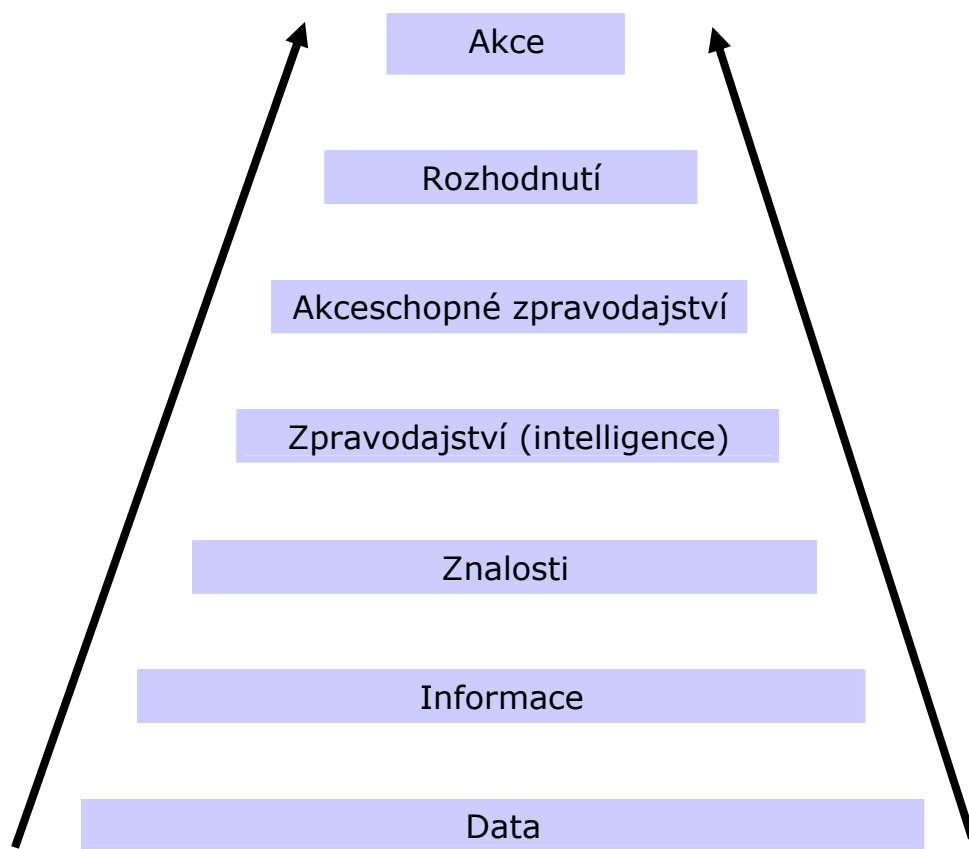 Akce
Rozhodnutí
Akceschopné zpravodajství
Zpravodajství (intelligence)
Znalosti
Informace
Data